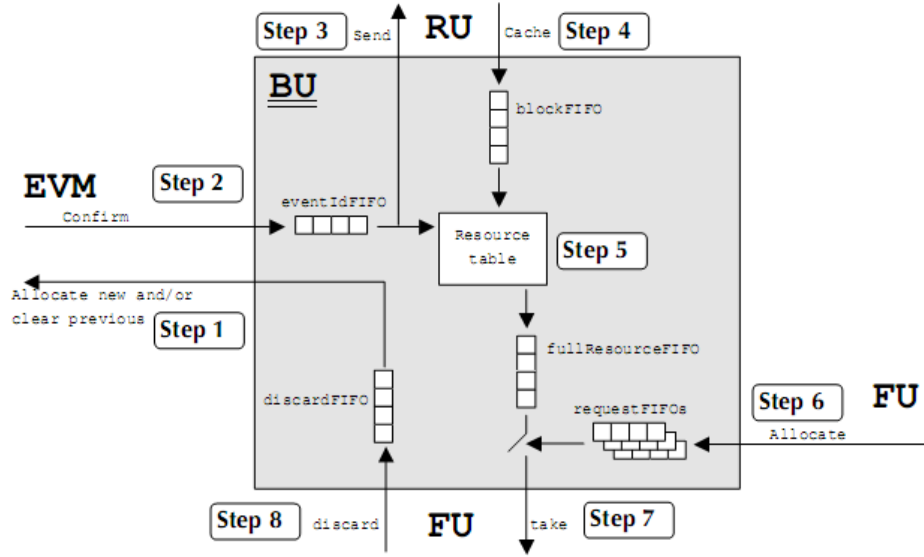 Step 3
Send
RU
Cache
Step 4
BU
blockFIFO
EVM
Step 2
eventIdFIFO
Confirm
Resource
table
Step 5
Allocate new and/or
clear previous
Step 1
fullResourceFIFO
discardFIFO
requestFIFOs
Step 6
FU
Allocate
Step 8
discard
FU
take
Step 7